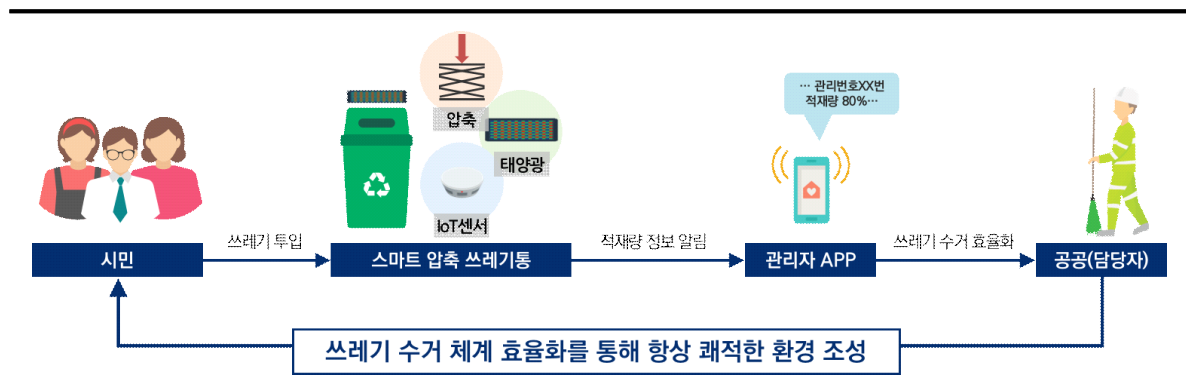 … 관리번호XX번
적재량 80%…
압축
태양광
IoT센서
쓰레기 투입
적재량 정보 알림
쓰레기 수거 효율화
시민
스마트 압축 쓰레기통
관리자 APP
공공(담당자)
쓰레기 수거 체계 효율화를 통해 항상 쾌적한 환경 조성